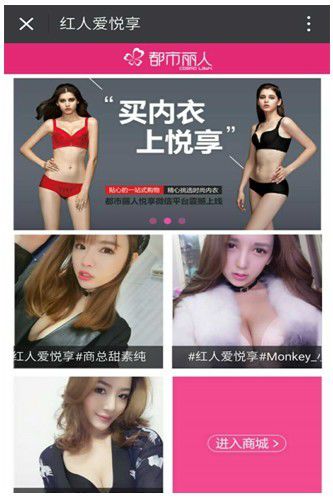 红人爱悦享
都市丽人
COSMO LADY
“买内衣
上悦享”
贴心的一站式购物 精心挑选时尚内衣
都市丽人悦享微信平台震撼上线
#红人爱悦享#商总甜素纯
#红人爱悦享#Monkey_
进入商城 >